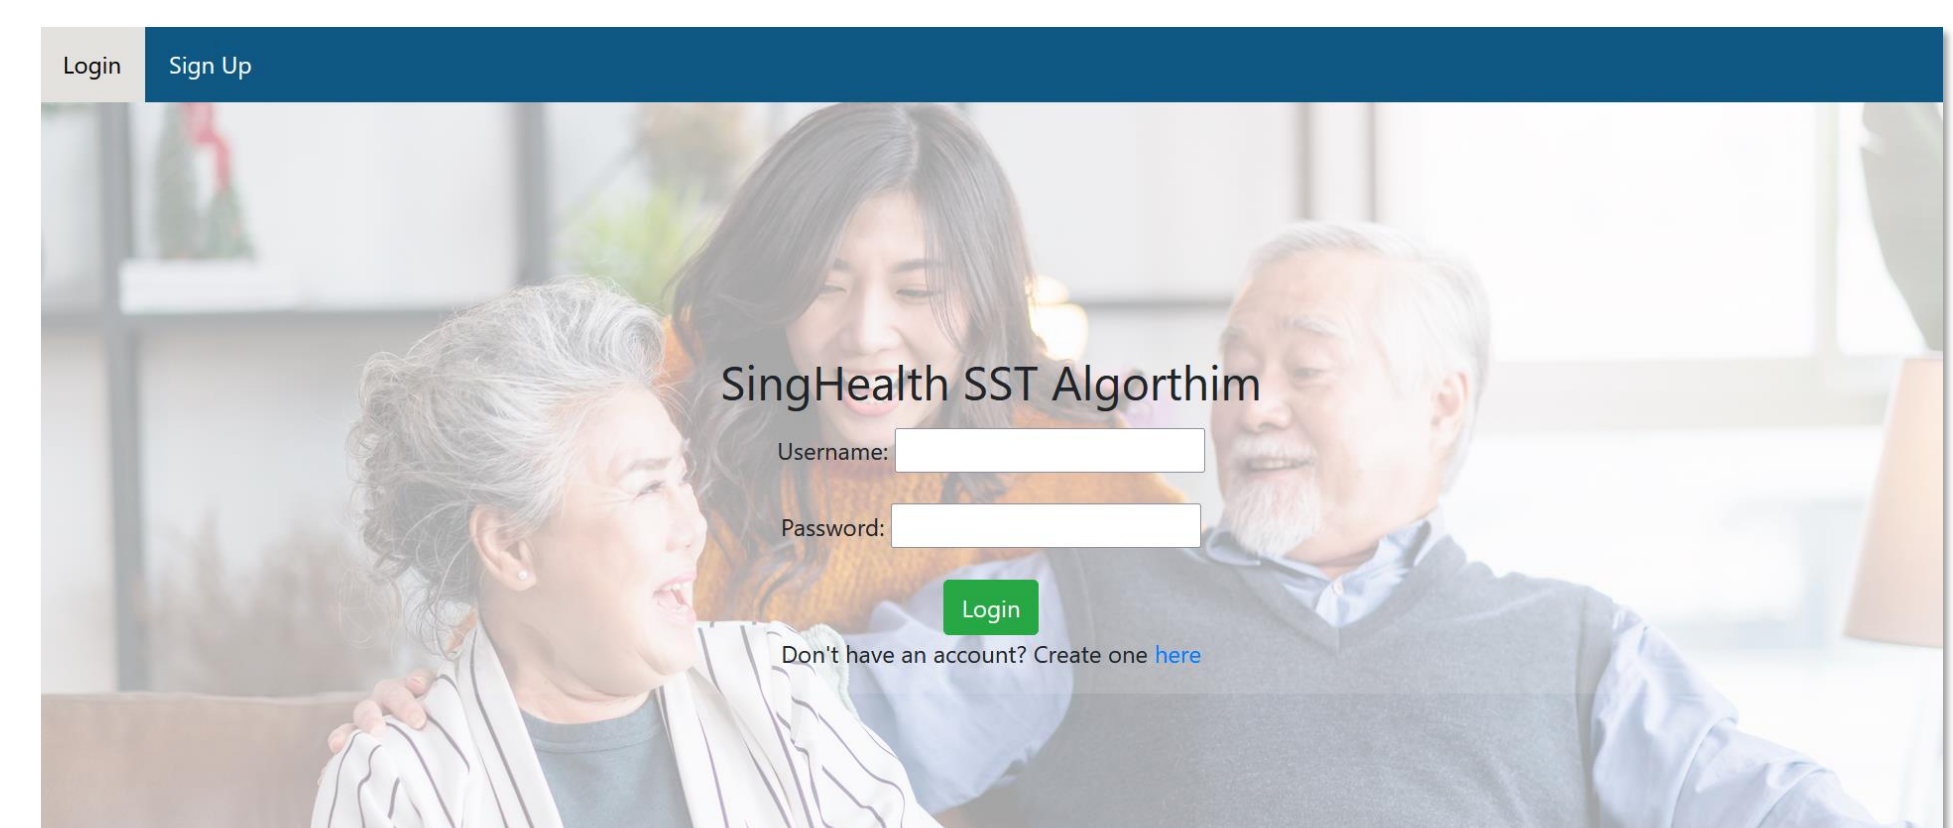 Login Sign Up
SingHealth SST Algorthim
Username:
Password:
Login
Don't have an account? Create one here